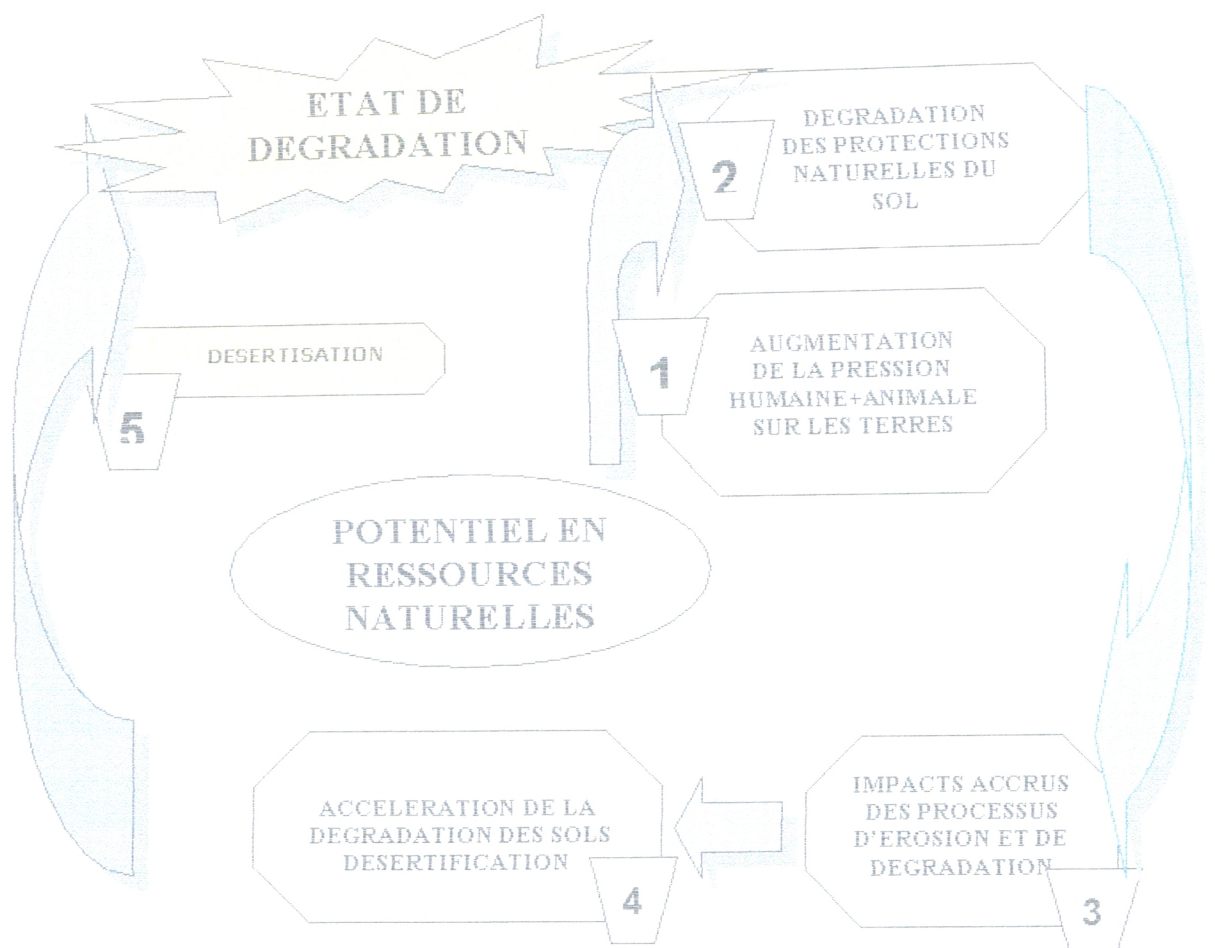 ETAT DE
DEGRADATION
2
DEGRADATION
DES PROTECTIONS
NATURELLES DU
SOL
1
AUGMENTATION
DE LA PRESSION
HUMAINE+ANIMALE
SUR LES TERRES
DESERTISATION
5
POTENTIEL EN
RESSOURCES
NATURELLES
ACCELERATION DE LA
DEGRADATION DES SOLS
DESERTIFICATION
4
IMPACTS ACCRUS
DES PROCESSUS
D'EROSION ET DE
DEGRADATION
3